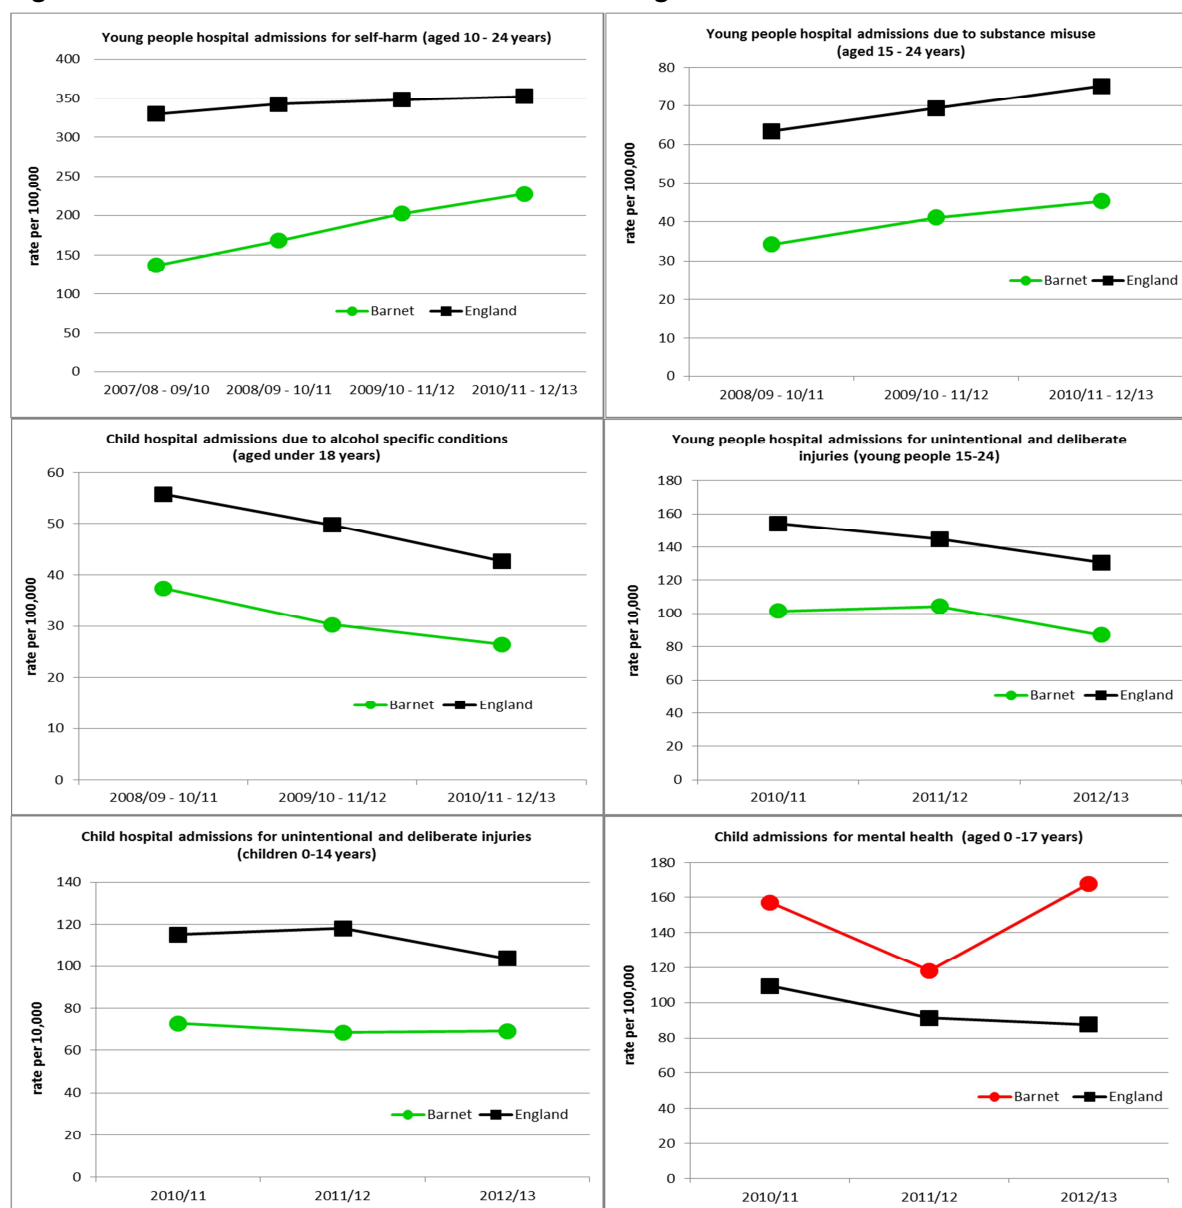 Young people hospital admissions for self-harm (aged 10 - 24 years)
400
350
300
250
200
150
100
50
0
rate per 100,000
Barnet England
2007/08 - 09/10 2008/09 - 10/11 2009/10 - 11/12 2010/11 - 12/13
Young people hospital admissions due to substance misuse
(aged 15 - 24 years)
80
70
60
50
40
30
20
10
0
rate per 100,000
Barnet England
2008/09 - 10/11 2009/10 - 11/12 2010/11 - 12/13
Child hospital admissions due to alcohol specific conditions
(aged under 18 years)
60
50
40
30
20
10
0
rate per 100,000
Barnet England
2008/09 - 10/11 2009/10 - 11/12 2010/11 - 12/13
Young people hospital admissions for unintentional and deliberate
injuries (young people 15-24)
180
160
140
120
100
80
60
40
20
0
rate per 10,000
Barnet England
2010/11 2011/12 2012/13
Child hospital admissions for unintentional and deliberate injuries
(children 0-14 years)
140
120
100
80
60
40
20
0
rate per 10,000
Barnet England
2010/11 2011/12 2012/13
Child admissions for mental health (aged 0 -17 years)
180
160
140
120
100
80
60
40
20
0
rate per 100,000
Barnet England
2010/11 2011/12 2012/13